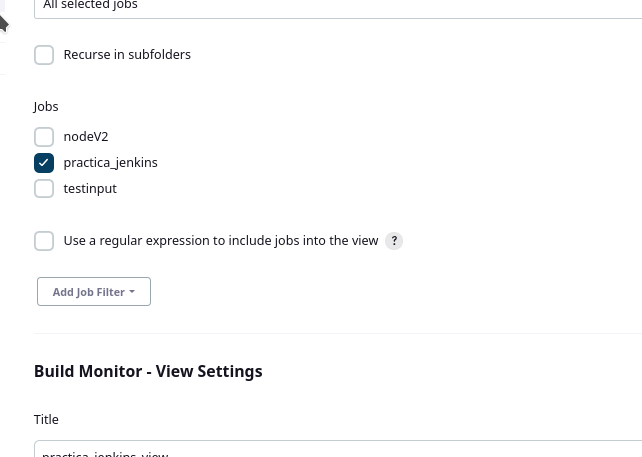 All selected jobs
Recurse in subfolders
Jobs
nodeV2
practica_jenkins
testinput
Use a regular expression to include jobs into the view ?
Add Job Filter
Build Monitor - View Settings
Title
practica_jenkins_view